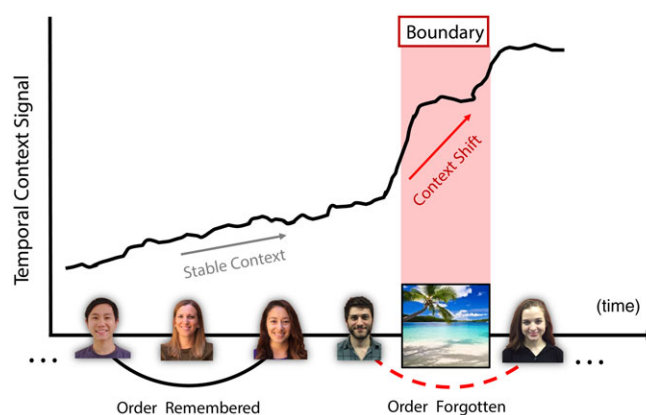 Boundary
Temporal Context Signal
Context Shift
Stable Context
(time)
... ...
Order Remembered
Order Forgotten